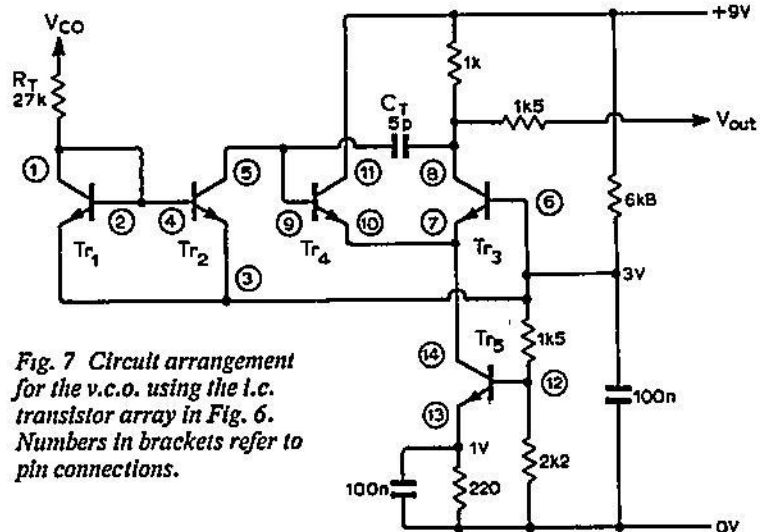 VCO
+9V
RT
27k
1k
CT
5p
1k5
Vout
①
⑤
⑪
⑧
6k8
②
④
⑨
⑩
⑦
⑥
Tr1
Tr2
Tr4
Tr3
③
3V
Tr5
1k5
⑭
⑫
100n
⑬
1V
2k2
100n
220
0V
Fig. 7 Circuit arrangement
for the v.c.o. using the i.c.
transistor array in Fig. 6.
Numbers in brackets refer to
pin connections.